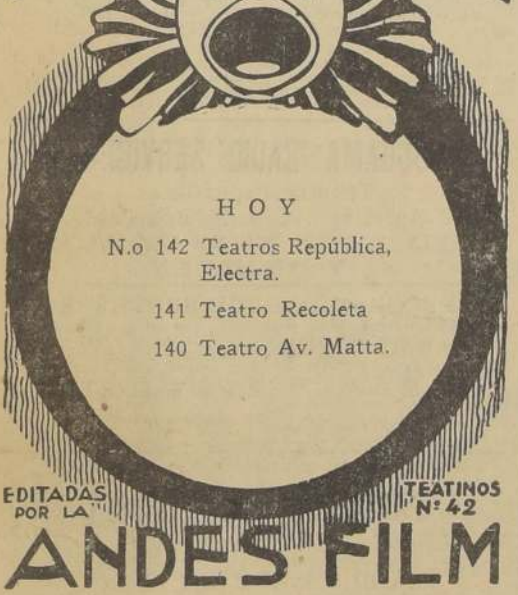 HOY
N.o 142 Teatros República,
Electra.
141 Teatro Recoleta
140 Teatro Av. Matta.
EDITADAS
POR LA
TEATINOS
Nº 42
ANDES FILM